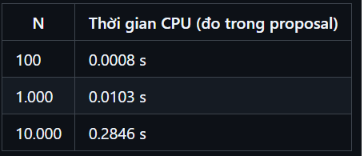 N Thời gian CPU (đo trong proposal)
100 0.0008 s
1.000 0.0103 s
10.000 0.2846 s